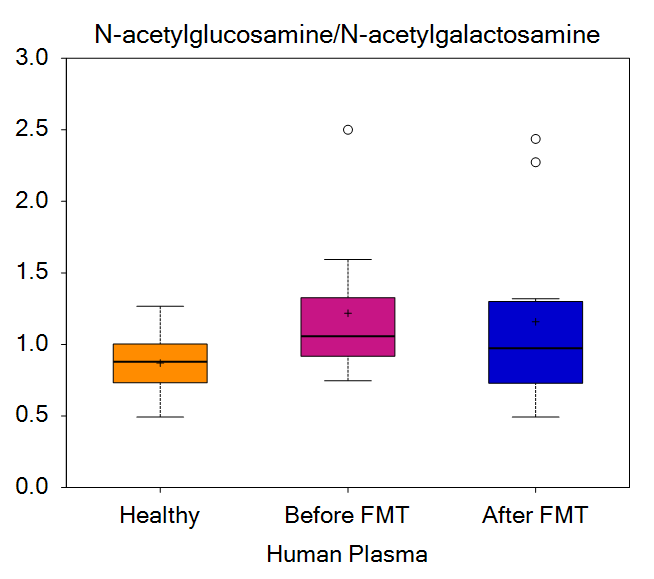 N-acetylglucosamine/N-acetylgalactosamine
3.0
2.5
2.0
1.5
1.0
0.5
0.0
Healthy Before FMT After FMT
Human Plasma